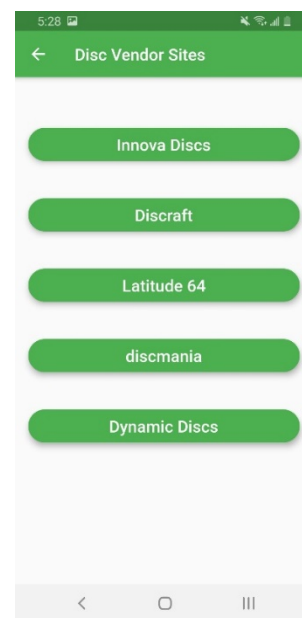 5:28
Disc Vendor Sites
Innova Discs
Discraft
Latitude 64
discmania
Dynamic Discs